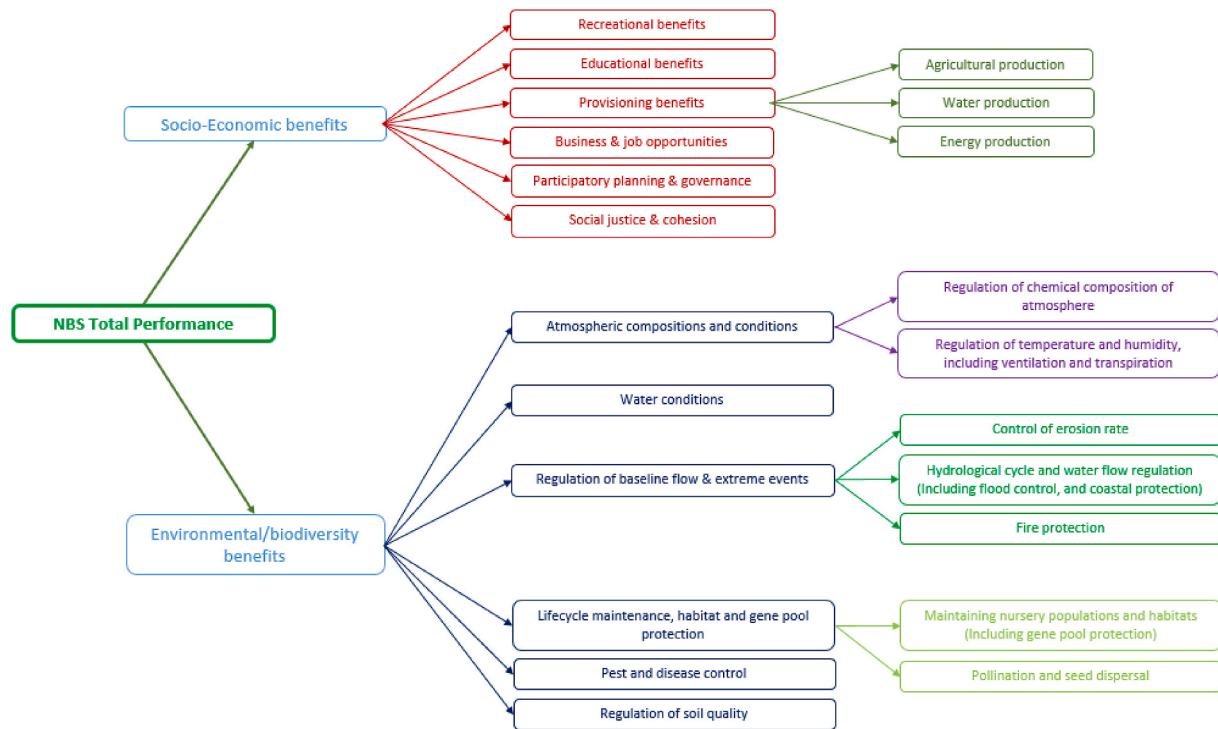 Recreational benefits
Educational benefits
Provisioning benefits
Business & job opportunities
Participatory planning & governance
Social justice & cohesion
Agricultural production
Water production
Energy production
Socio-Economic benefits
NBS Total Performance
Environmental/biodiversity
benefits
Atmospheric compositions and conditions
Water conditions
Regulation of baseline flow & extreme events
Lifecycle maintenance, habitat and gene pool
protection
Pest and disease control
Regulation of soil quality
Regulation of chemical composition of
atmosphere
Regulation of temperature and humidity,
including ventilation and transpiration
Control of erosion rate
Hydrological cycle and water flow regulation
(Including flood control, and coastal protection)
Fire protection
Maintaining nursery populations and habitats
(Including gene pool protection)
Pollination and seed dispersal